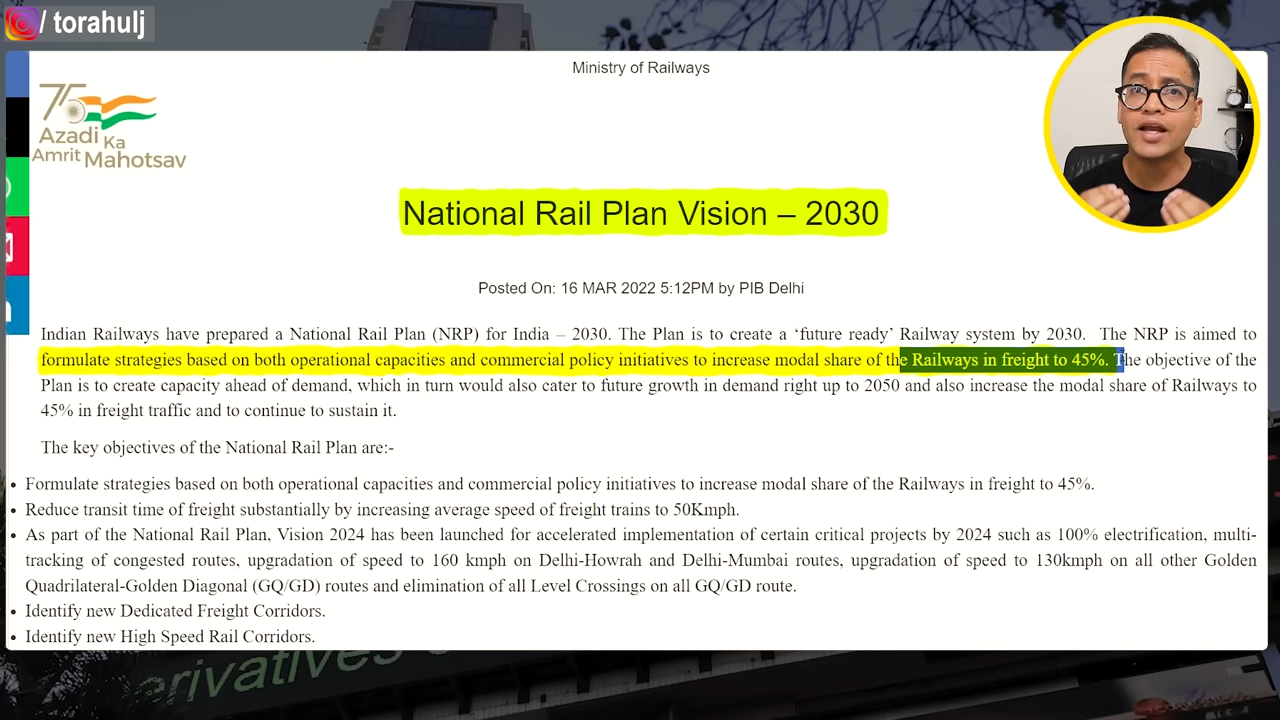 / torahulj
Ministry of Railways
75
Azadi Ka
Amrit Mahotsav
National Rail Plan Vision – 2030
Posted On: 16 MAR 2022 5:12PM by PIB Delhi
Indian Railways have prepared a National Rail Plan (NRP) for India – 2030. The Plan is to create a ‘future ready’ Railway system by 2030. The NRP is aimed to
formulate strategies based on both operational capacities and commercial policy initiatives to increase modal share of the Railways in freight to 45%. The objective of the
Plan is to create capacity ahead of demand, which in turn would also cater to future growth in demand right up to 2050 and also increase the modal share of Railways to
45% in freight traffic and to continue to sustain it.
The key objectives of the National Rail Plan are:-
• Formulate strategies based on both operational capacities and commercial policy initiatives to increase modal share of the Railways in freight to 45%.
• Reduce transit time of freight substantially by increasing average speed of freight trains to 50Kmph.
• As part of the National Rail Plan, Vision 2024 has been launched for accelerated implementation of certain critical projects by 2024 such as 100% electrification, multi-
tracking of congested routes, upgradation of speed to 160 kmph on Delhi-Howrah and Delhi-Mumbai routes, upgradation of speed to 130kmph on all other Golden
Quadrilateral-Golden Diagonal (GQ/GD) routes and elimination of all Level Crossings on all GQ/GD route.
• Identify new Dedicated Freight Corridors.
• Identify new High Speed Rail Corridors.